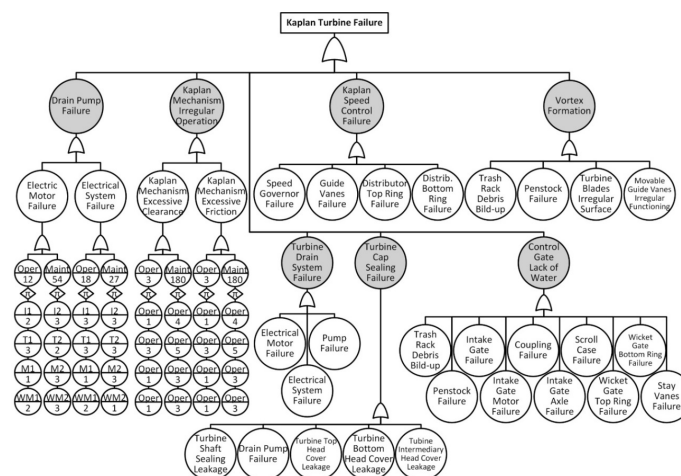 Kaplan Turbine Failure
Drain Pump
Failure
Kaplan
Mechanism
Irregular
Operation
Kaplan
Speed
Control
Failure
Vortex
Formation
Electric
Motor
Failure
Electrical
System
Failure
Kaplan
Mechanism
Excessive
Clearance
Kaplan
Mechanism
Excessive
Friction
Speed
Governor
Failure
Guide
Vanes
Failure
Distributor
Top Ring
Failure
Distrib.
Bottom
Ring
Failure
Trash
Rack
Debris
Bild-up
Penstock
Failure
Turbine
Blades
Irregular
Surface
Movable
Guide Vanes
Irregular
Functioning
Turbine
Drain
System
Failure
Turbine
Cap
Sealing
Failure
Control
Gate
Lack of
Water
Oper Maint Oper Maint Oper Maint Oper Maint
12 54 18 27 3 180 3 180
π π π π π π π π
I1 I2 I1 I2 Oper Oper Oper Oper
2 3 3 3 1 4 1 4
T1 T2 T1 T2 Oper Oper Oper Oper
3 2 3 3 3 5 3 5
M1 M2 M1 M2 Oper Oper Oper Oper
1 3 1 3 1 3 1 3
WM1 WM2 WM1 WM2 Oper Oper Oper Oper
2 3 2 1 1 3 1 3
Electrical
Motor
Failure
Pump
Failure
Electrical
System
Failure
Trash
Rack
Debris
Bild-up
Intake
Gate
Failure
Coupling
Failure
Scroll
Case
Failure
Wicket
Gate
Bottom Ring
Failure
Penstock
Failure
Intake
Gate
Motor
Failure
Intake
Gate
Axle
Failure
Wicket
Gate
Top Ring
Failure
Stay
Vanes
Failure
Turbine
Shaft
Sealing
Leakage
Drain Pump
Failure
Turbine Top
Head
Cover
Leakage
Turbine
Bottom
Head Cover
Leakage
Tubine
Intermediary
Head Cover
Leakage